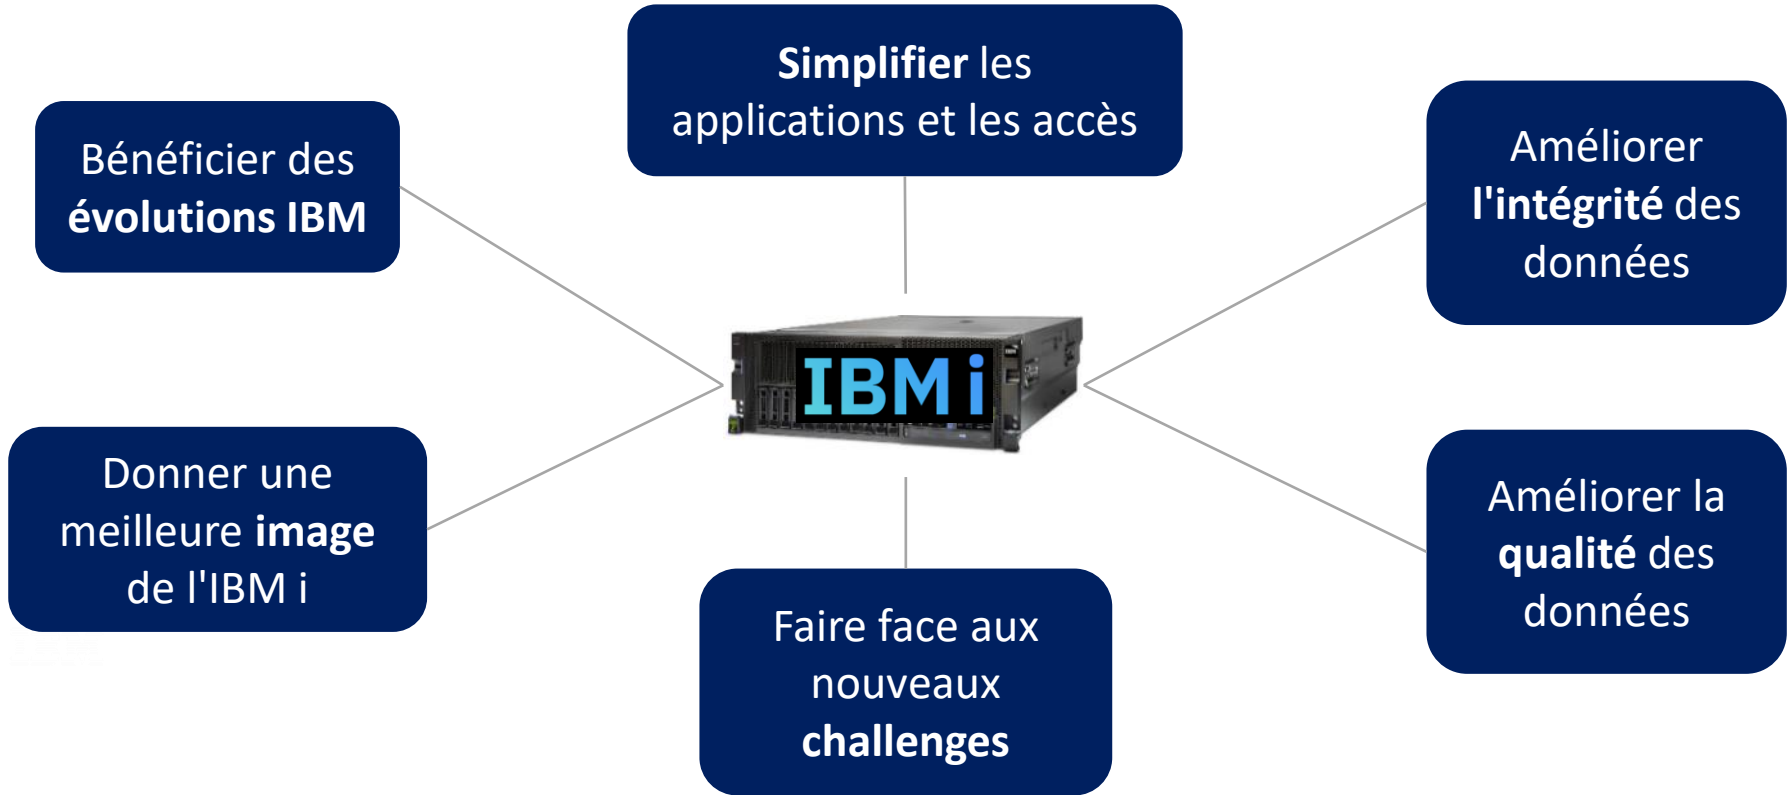 Simplifier les
applications et les accès
Bénéficier des
évolutions IBM
Améliorer
l'intégrité des
données
IBM i
Donner une
meilleure image
de l'IBM i
Améliorer la
qualité des
données
Faire face aux
nouveaux
challenges